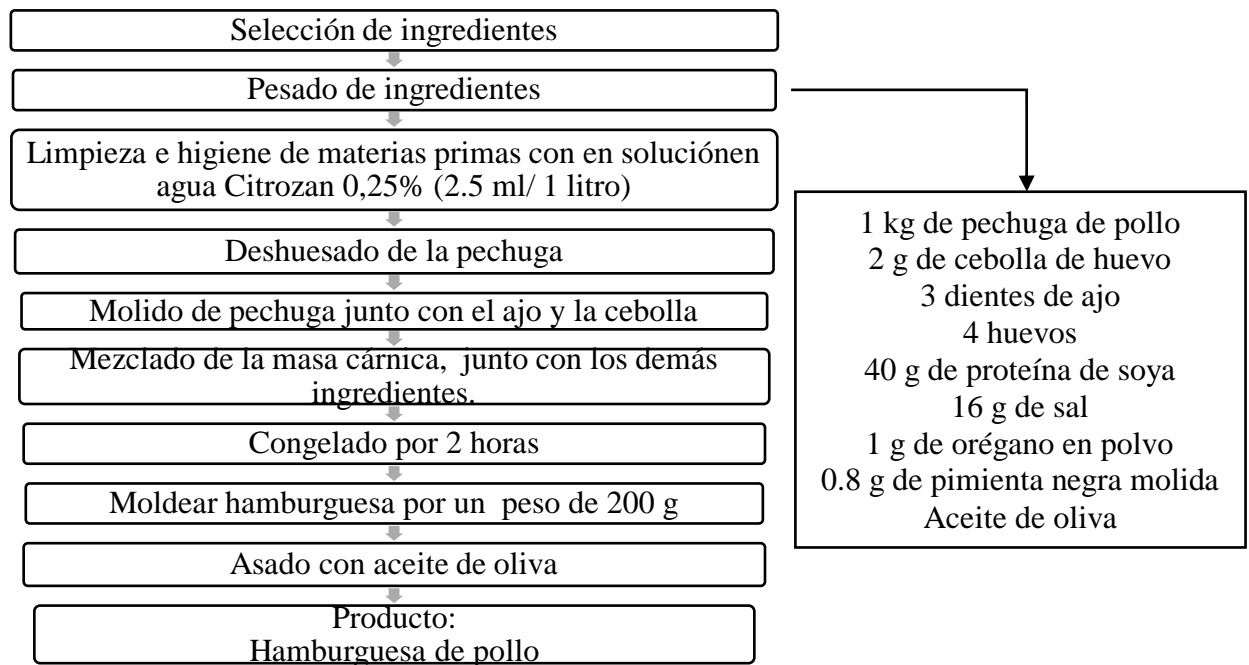 Selección de ingredientes
Pesado de ingredientes
Limpieza e higiene de materias primas con en soluciónen
agua Citrozan 0,25% (2.5 ml/ 1 litro)
Deshuesado de la pechuga
Molido de pechuga junto con el ajo y la cebolla
Mezclado de la masa cárnica, junto con los demás
ingredientes.
Congelado por 2 horas
Moldear hamburguesa por un peso de 200 g
Asado con aceite de oliva
Producto:
Hamburguesa de pollo
1 kg de pechuga de pollo
2 g de cebolla de huevo
3 dientes de ajo
4 huevos
40 g de proteína de soya
16 g de sal
1 g de orégano en polvo
0.8 g de pimienta negra molida
Aceite de oliva